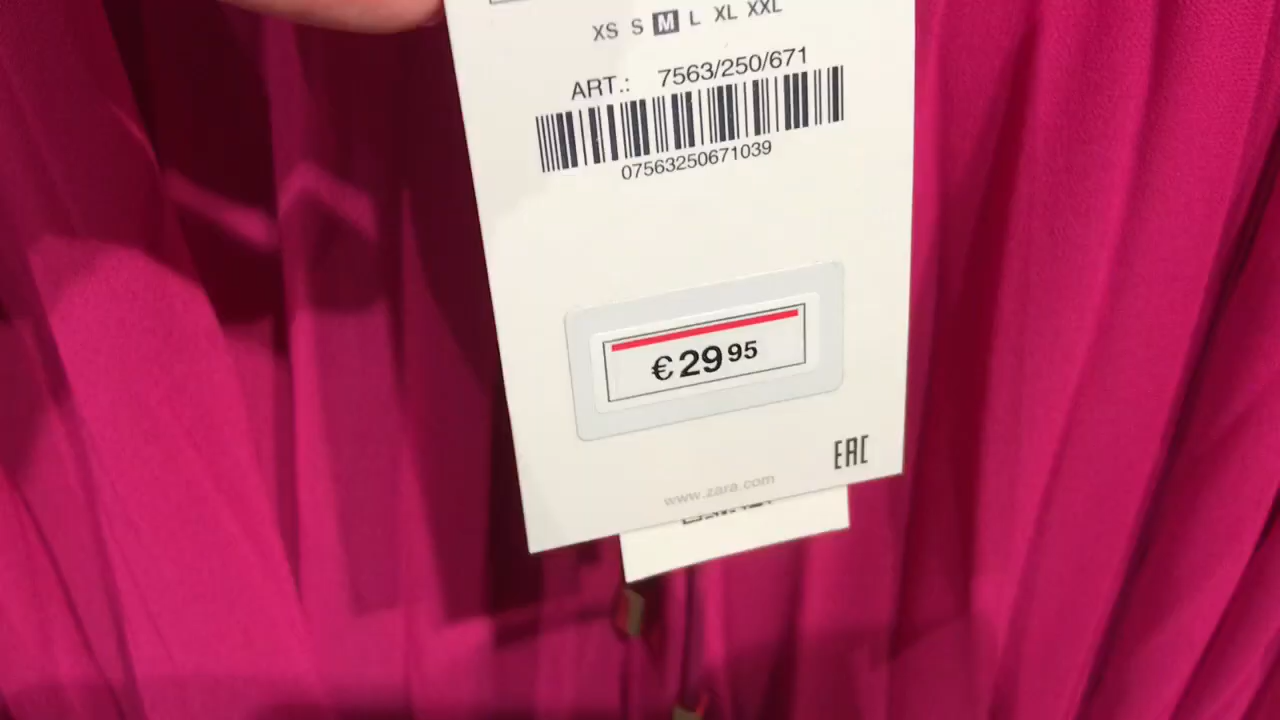 XS S M L XL XXL
ART.: 7563/250/671
07563250671039
€29 95
EAC
www.zara.com